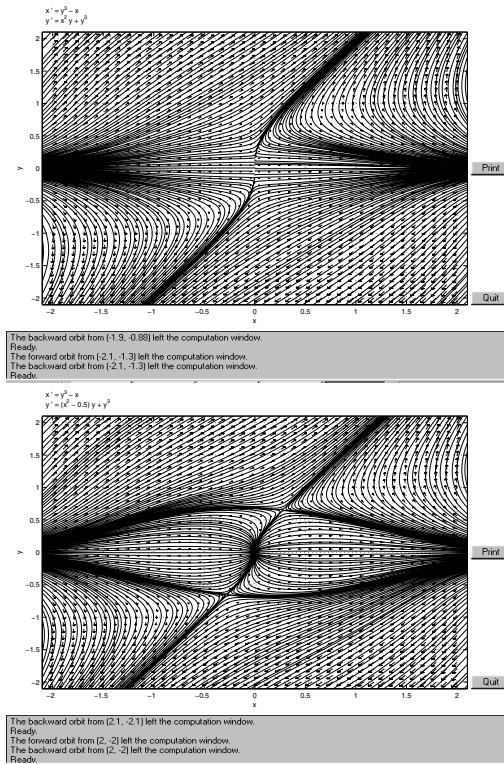 x ' = y³ − x
y ' = x² y + y³
2
1.5
1
0.5
0
−0.5
−1
−1.5
−2
y
−2 −1.5 −1 −0.5 0 0.5 1 1.5 2
x
Print
Quit
The backward orbit from (-1.9, -0.88) left the computation window.
Ready.
The forward orbit from (-2.1, -1.3) left the computation window.
The backward orbit from (-2.1, -1.3) left the computation window.
Ready.
x ' = y³ − x
y ' = (x² − 0.5) y + y³
2
1.5
1
0.5
0
−0.5
−1
−1.5
−2
y
−2 −1.5 −1 −0.5 0 0.5 1 1.5 2
x
Print
Quit
The backward orbit from (2.1, -2.1) left the computation window.
Ready.
The forward orbit from (2, -2) left the computation window.
The backward orbit from (2, -2) left the computation window.
Ready.